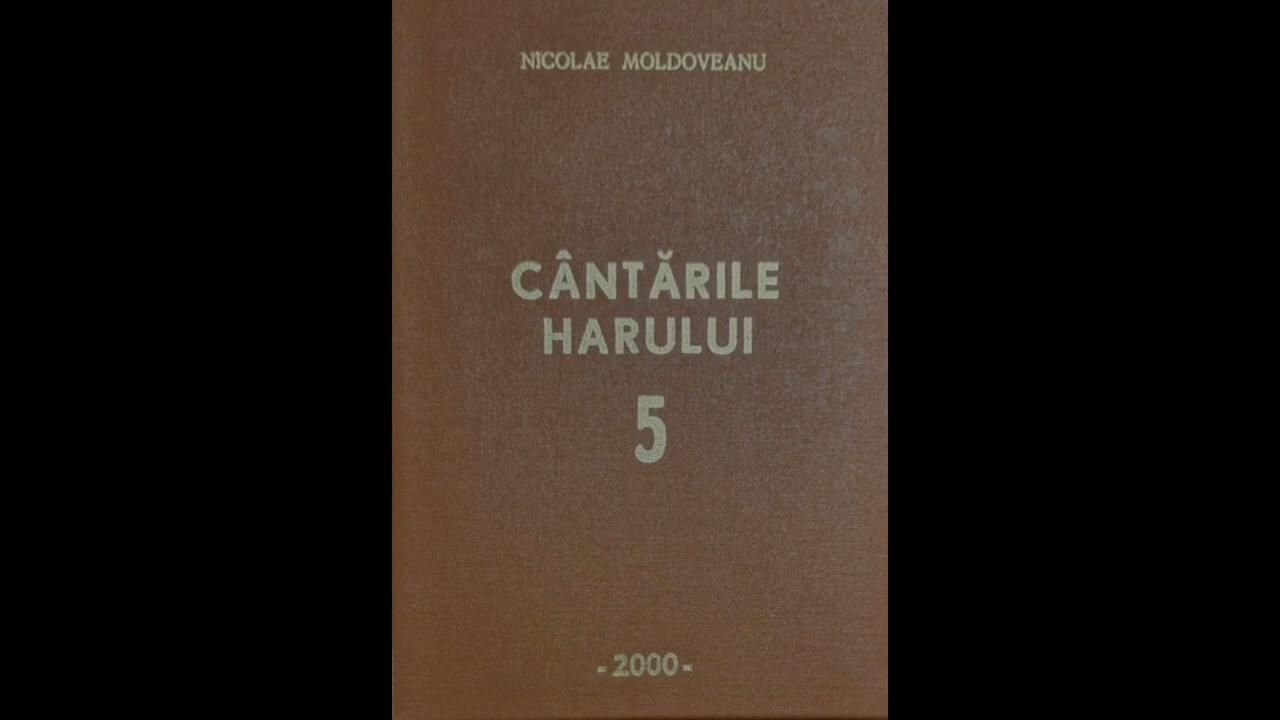 NICOLAE MOLDOVEANU
CÂNTĂRILE
HARULUI
5
- 2000 -